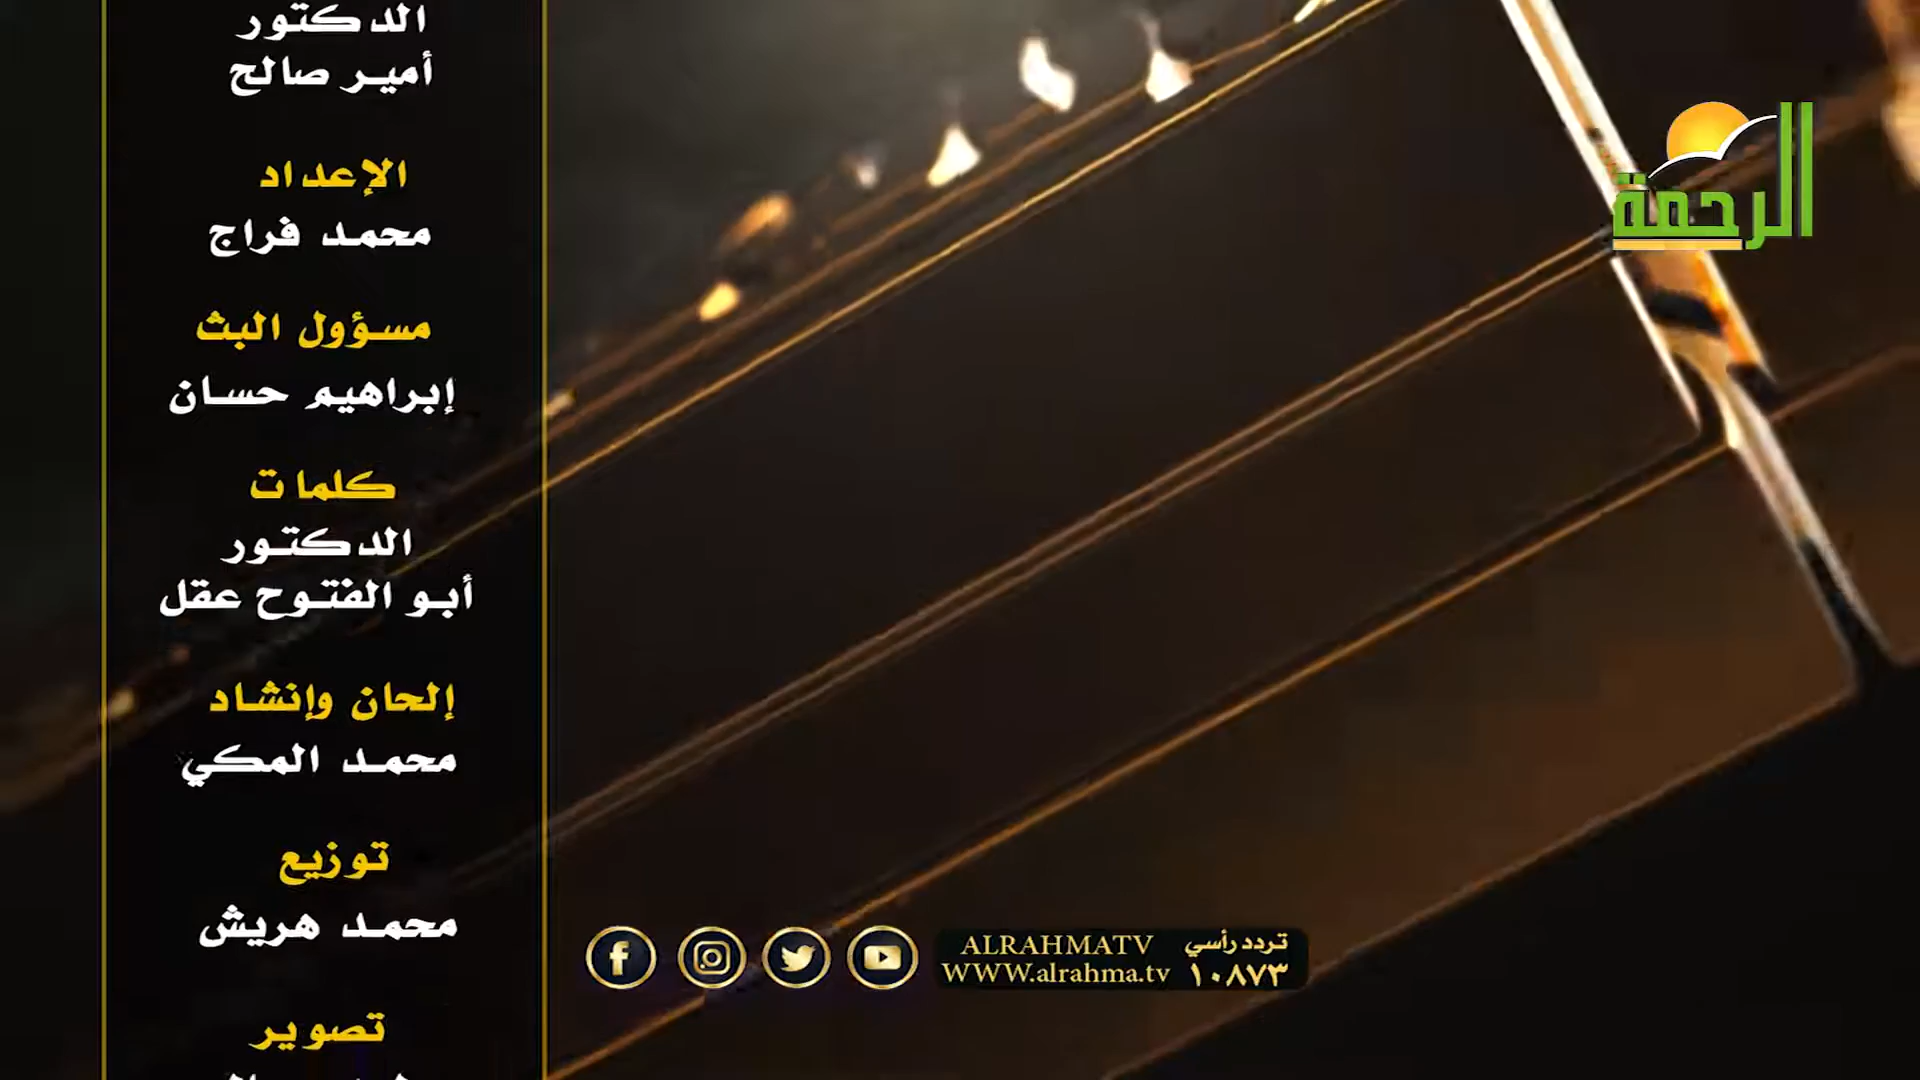 الدكتور
أمير صالح
الإعداد
محمد فراج
مسؤول البث
إبراهيم حسان
كلمات
الدكتور
أبو الفتوح عقل
إلحان وإنشاد
محمد المكي
توزيع
محمد هريش
تصوير
الرحمة
ALRAHMATV تردد رأسي
WWW.alrahma.tv ١٠٨٧٣